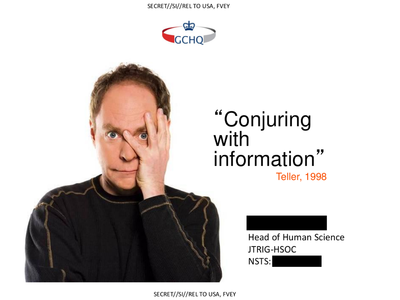 SECRET//SI//REL TO USA, FVEY
GCHQ
“Conjuring
with
information”
Teller, 1998
Head of Human Science
JTRIG-HSOC
NSTS:
SECRET//SI//REL TO USA, FVEY